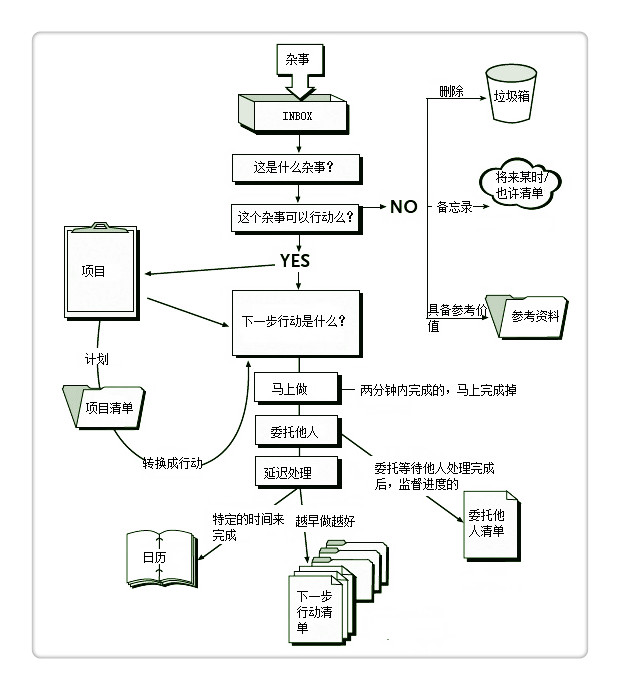 杂事
INBOX
这是什么杂事？
这个杂事可以行动么？
NO
删除
垃圾箱
备忘录
将来某时/
也许清单
具备参考价
值
参考资料
YES
项目
下一步行动是什么？
计划
项目清单
转换成行动
马上做
两分钟内完成的，马上完成掉
委托他人
委托等待他人处理完成
后，监督进度的
委托他
人清单
延迟处理
特定的时间来
完成
日历
越早做越好
下一步
行动清
单